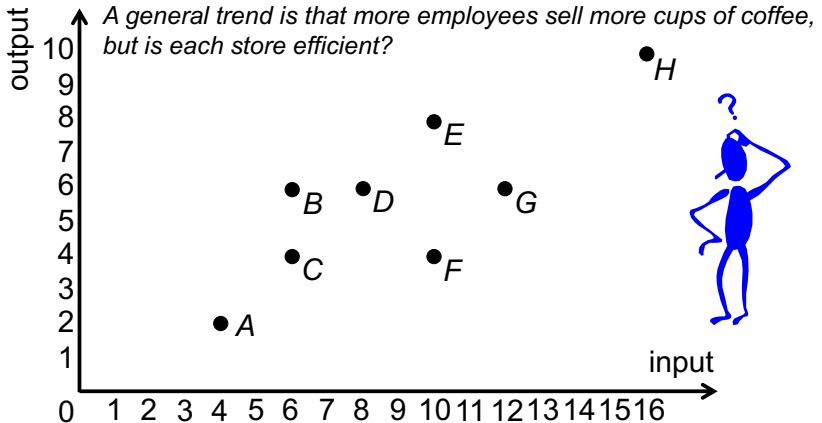 A general trend is that more employees sell more cups of coffee,
but is each store efficient?
output
10
9
8
7
6
5
4
3
2
1
0
H
E
B
D
G
C
F
A
?
input
1 2 3 4 5 6 7 8 9 10 11 12 13 14 15 16